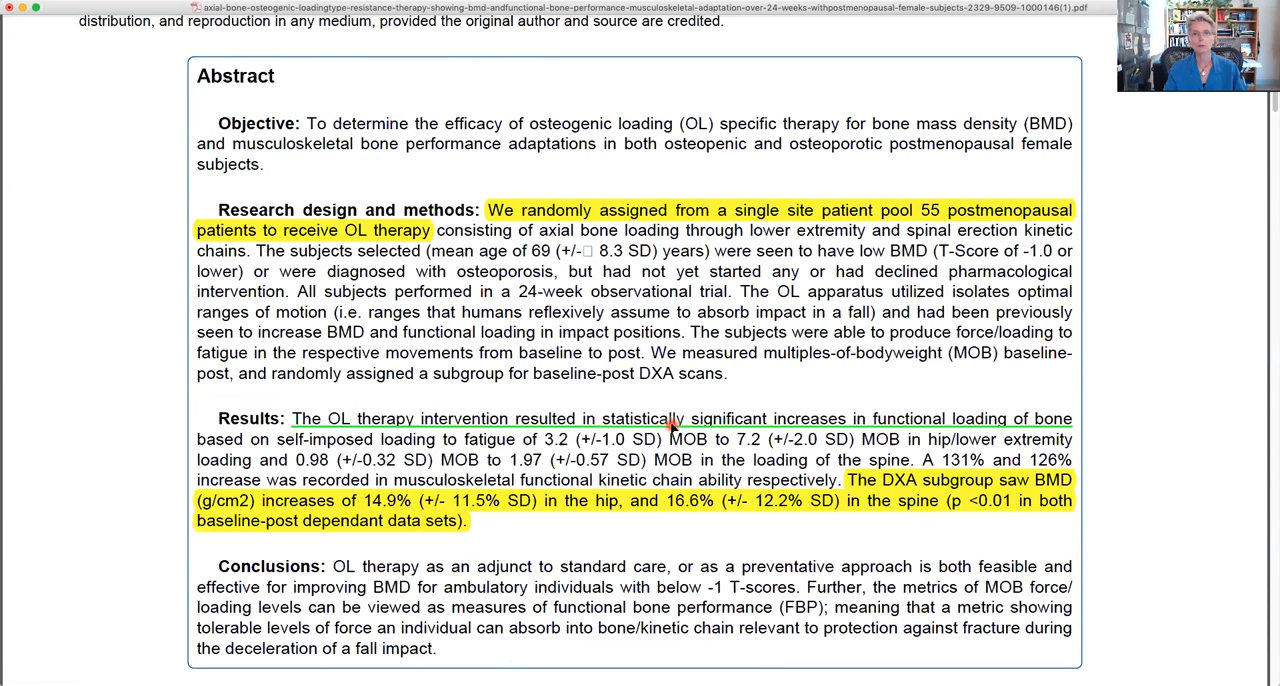 axial-bone-osteogenic-loadingtype-resistance-therapy-showing-bmd-andfunctional-bone-performance-musculoskeletal-adaptation-over-24-weeks-withpostmenopausal-female-subjects-2329-9509-1000146(1).pdf
distribution, and reproduction in any medium, provided the original author and source are credited.
Abstract
Objective: To determine the efficacy of osteogenic loading (OL) specific therapy for bone mass density (BMD)
and musculoskeletal bone performance adaptations in both osteopenic and osteoporotic postmenopausal female
subjects.
Research design and methods: We randomly assigned from a single site patient pool 55 postmenopausal
patients to receive OL therapy consisting of axial bone loading through lower extremity and spinal erection kinetic
chains. The subjects selected (mean age of 69 (+/-□ 8.3 SD) years) were seen to have low BMD (T-Score of -1.0 or
lower) or were diagnosed with osteoporosis, but had not yet started any or had declined pharmacological
intervention. All subjects performed in a 24-week observational trial. The OL apparatus utilized isolates optimal
ranges of motion (i.e. ranges that humans reflexively assume to absorb impact in a fall) and had been previously
seen to increase BMD and functional loading in impact positions. The subjects were able to produce force/loading to
fatigue in the respective movements from baseline to post. We measured multiples-of-bodyweight (MOB) baseline-
post, and randomly assigned a subgroup for baseline-post DXA scans.
Results: The OL therapy intervention resulted in statistically significant increases in functional loading of bone
based on self-imposed loading to fatigue of 3.2 (+/-1.0 SD) MOB to 7.2 (+/-2.0 SD) MOB in hip/lower extremity
loading and 0.98 (+/-0.32 SD) MOB to 1.97 (+/-0.57 SD) MOB in the loading of the spine. A 131% and 126%
increase was recorded in musculoskeletal functional kinetic chain ability respectively. The DXA subgroup saw BMD
(g/cm2) increases of 14.9% (+/- 11.5% SD) in the hip, and 16.6% (+/- 12.2% SD) in the spine (p <0.01 in both
baseline-post dependant data sets).
Conclusions: OL therapy as an adjunct to standard care, or as a preventative approach is both feasible and
effective for improving BMD for ambulatory individuals with below -1 T-scores. Further, the metrics of MOB force/
loading levels can be viewed as measures of functional bone performance (FBP); meaning that a metric showing
tolerable levels of force an individual can absorb into bone/kinetic chain relevant to protection against fracture during
the deceleration of a fall impact.